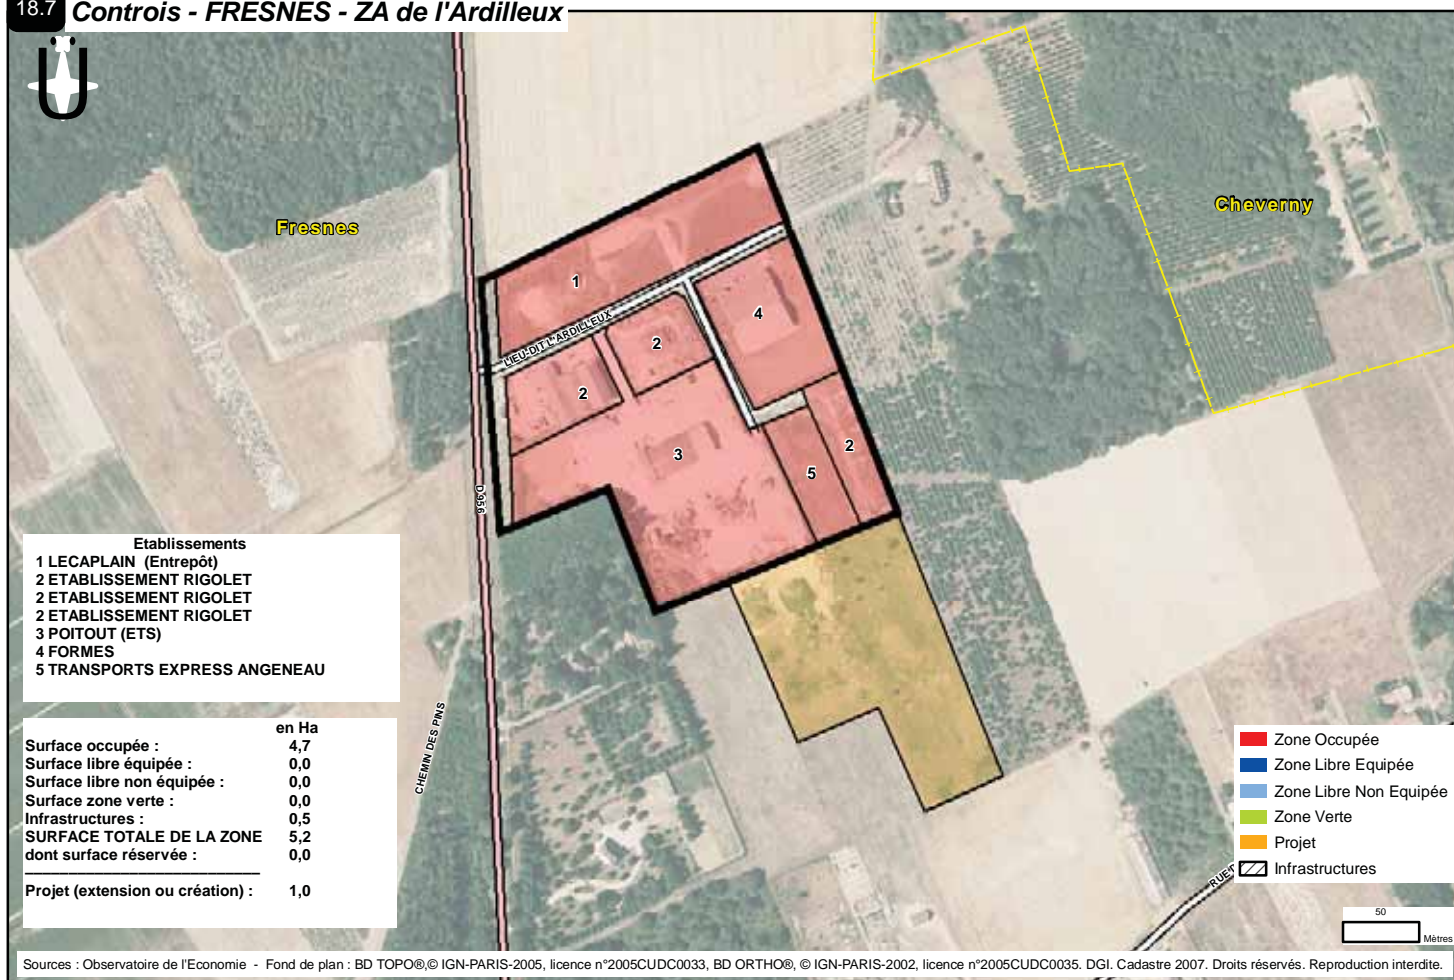 18.7 Controis - FRESNES - ZA de l'Ardilleux
Fresnes
Cheverny
1
LIEU-DIT L'ARDILLEUX
4
2
2
3
5
2
D 956
CHEMIN DES PINS
Etablissements
1 LECAPLAIN (Entrepôt)
2 ETABLISSEMENT RIGOLET
2 ETABLISSEMENT RIGOLET
2 ETABLISSEMENT RIGOLET
3 POITOUT (ETS)
4 FORMES
5 TRANSPORTS EXPRESS ANGENEAU
en Ha
Surface occupée : 4,7
Surface libre équipée : 0,0
Surface libre non équipée : 0,0
Surface zone verte : 0,0
Infrastructures : 0,5
SURFACE TOTALE DE LA ZONE 5,2
dont surface réservée : 0,0
Projet (extension ou création) : 1,0
Zone Occupée
Zone Libre Equipée
Zone Libre Non Equipée
Zone Verte
Projet
Infrastructures
RUE
50
Mètres
Sources : Observatoire de l'Economie - Fond de plan : BD TOPO®,© IGN-PARIS-2005, licence n°2005CUDC0033, BD ORTHO®, © IGN-PARIS-2002, licence n°2005CUDC0035. DGI. Cadastre 2007. Droits réservés. Reproduction interdite.